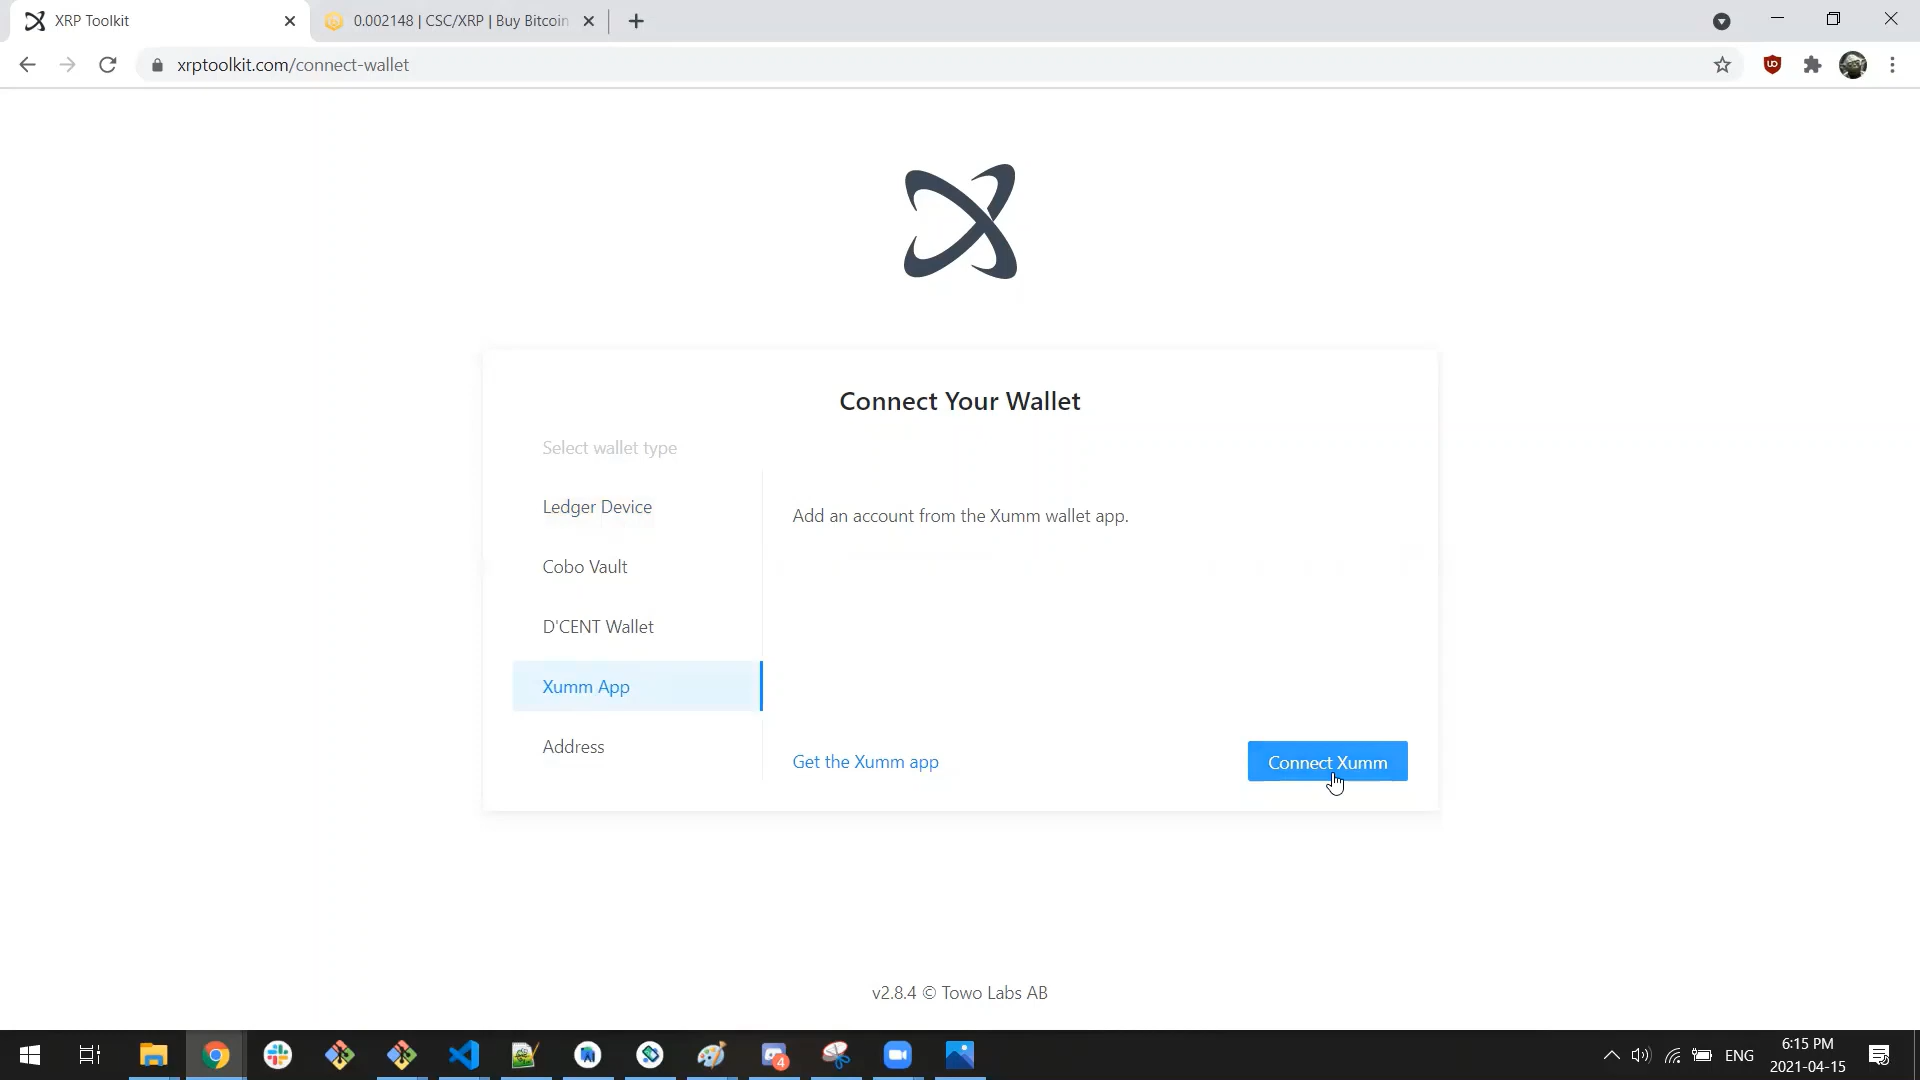 XRP Toolkit
0.002148 | CSC/XRP | Buy Bitcoin
xrptoolkit.com/connect-wallet
Connect Your Wallet
Select wallet type
Ledger Device
Add an account from the Xumm wallet app.
Cobo Vault
D'CENT Wallet
Xumm App
Address
Get the Xumm app
Connect Xumm
v2.8.4 © Towo Labs AB
4
ENG
6:15 PM
2021-04-15